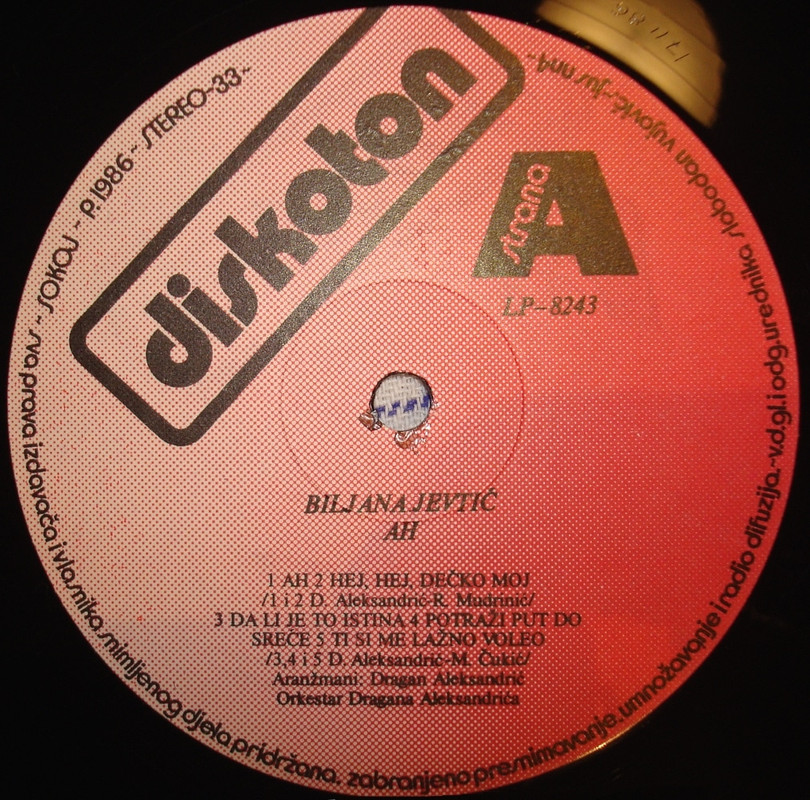 diskoton
strana A
LP-8243
BILJANA JEVTIĆ
AH
1 AH 2 HEJ, HEJ, DEČKO MOJ
/1 i 2 D. Aleksandrić-R. Mudrinić/
3 DA LI JE TO ISTINA 4 POTRAŽI PUT DO
SREĆE 5 TI SI ME LAŽNO VOLEO
/3,4 i 5 D. Aleksandrić-M. Čukić/
Aranžmani: Dragan Aleksandrić
Orkestar Dragana Aleksandrića
SOKOJ - P.1986- STEREO-33-
sva prava izdavača i vlasnika snimljenog djela pridržana. zabranjeno presnimavanje.umnožavanje i radio difuzija.-v.d.gl.i odg.urednika slobodan vujović-jus nn4-